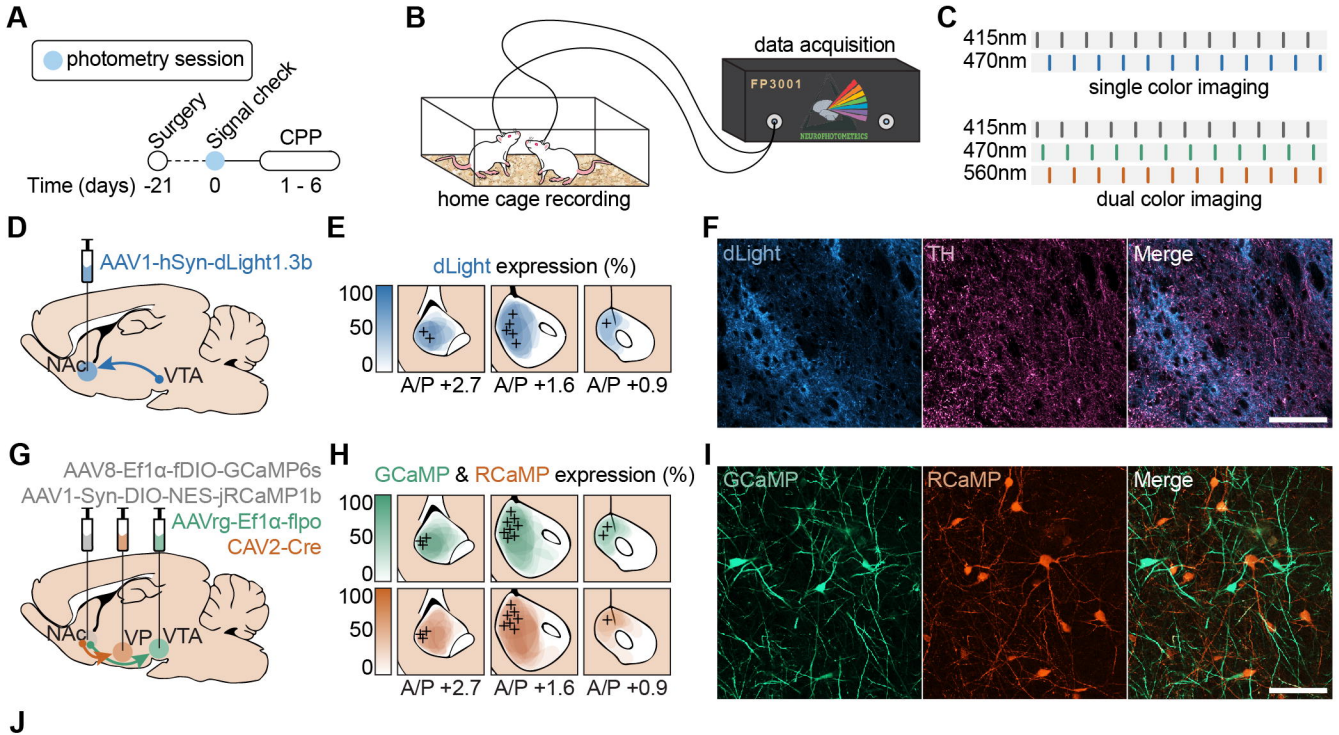 A
photometry session
Surgery
Signal check
CPP
Time (days) -21 0 1 - 6
B
data acquisition
FP3001
NEUROPHOTOMETRICS
home cage recording
C
415nm
470nm
single color imaging
415nm
470nm
560nm
dual color imaging
D
AAV1-hSyn-dLight1.3b
NAc
VTA
E
dLight expression (%)
100
50
0
A/P +2.7 A/P +1.6 A/P +0.9
F
dLight TH Merge
G
AAV8-Ef1α-fDIO-GCaMP6s
AAV1-Syn-DIO-NES-jRCaMP1b
AAVrg-Ef1α-flpo
CAV2-Cre
NAc
VP
VTA
H
GCaMP & RCaMP expression (%)
100
50
0
100
50
0
A/P +2.7 A/P +1.6 A/P +0.9
I
GCaMP RCaMP Merge
J